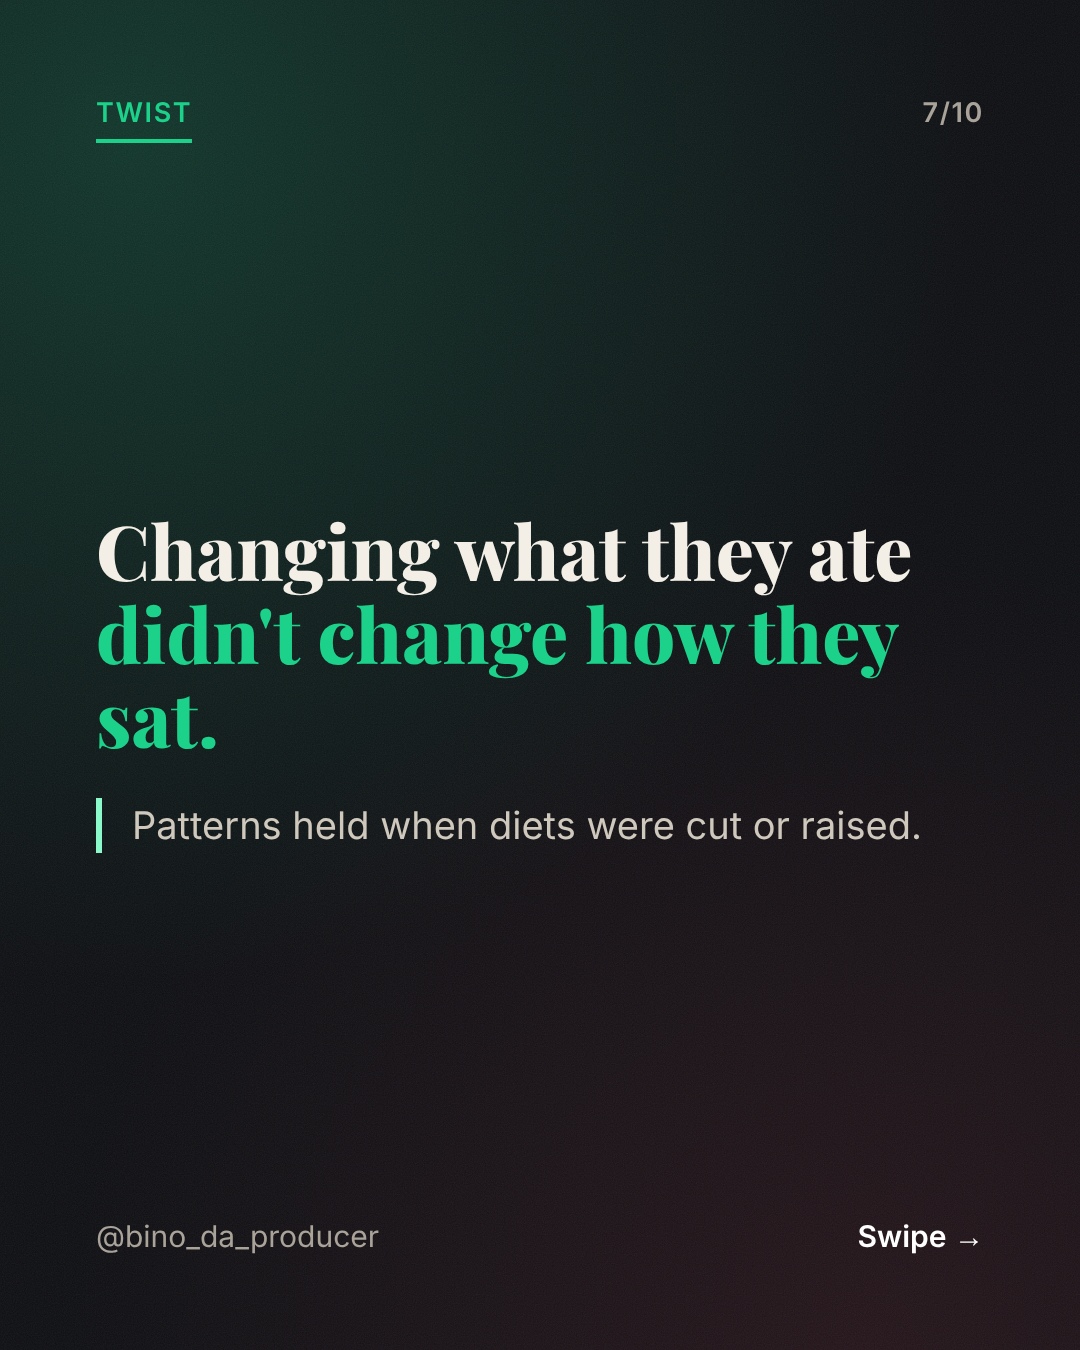 TWIST
7/10
Changing what they ate
didn't change how they
sat.
Patterns held when diets were cut or raised.
@bino_da_producer
Swipe →